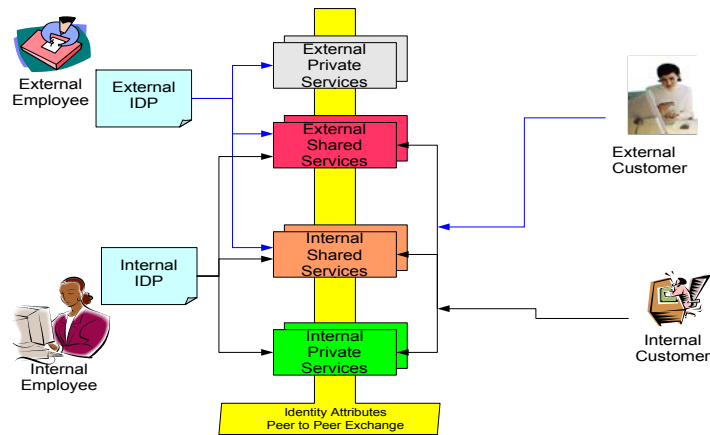 External
Employee
External
IDP
External
Private
Services
External
Shared
Services
External
Customer
Internal
Shared
Services
Internal
IDP
Internal
Employee
Internal
Private
Services
Internal
Customer
Identity Attributes
Peer to Peer Exchange